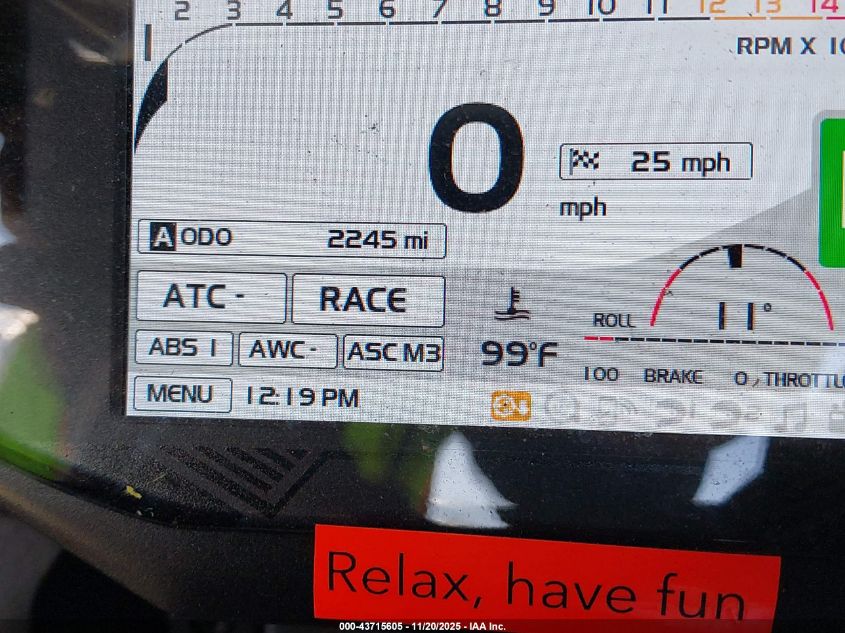 2 3 4 5 6 7 8 9 10 11 12 13 14
RPM X
0
25 mph
mph
A ODO 2245 mi
ATC - RACE
ROLL 11°
ABS 1 AWC - ASC M3
99°F
100 BRAKE 0
MENU 12:19 PM
Relax, have fun
000-43715605 - 11/20/2025 - IAA Inc.